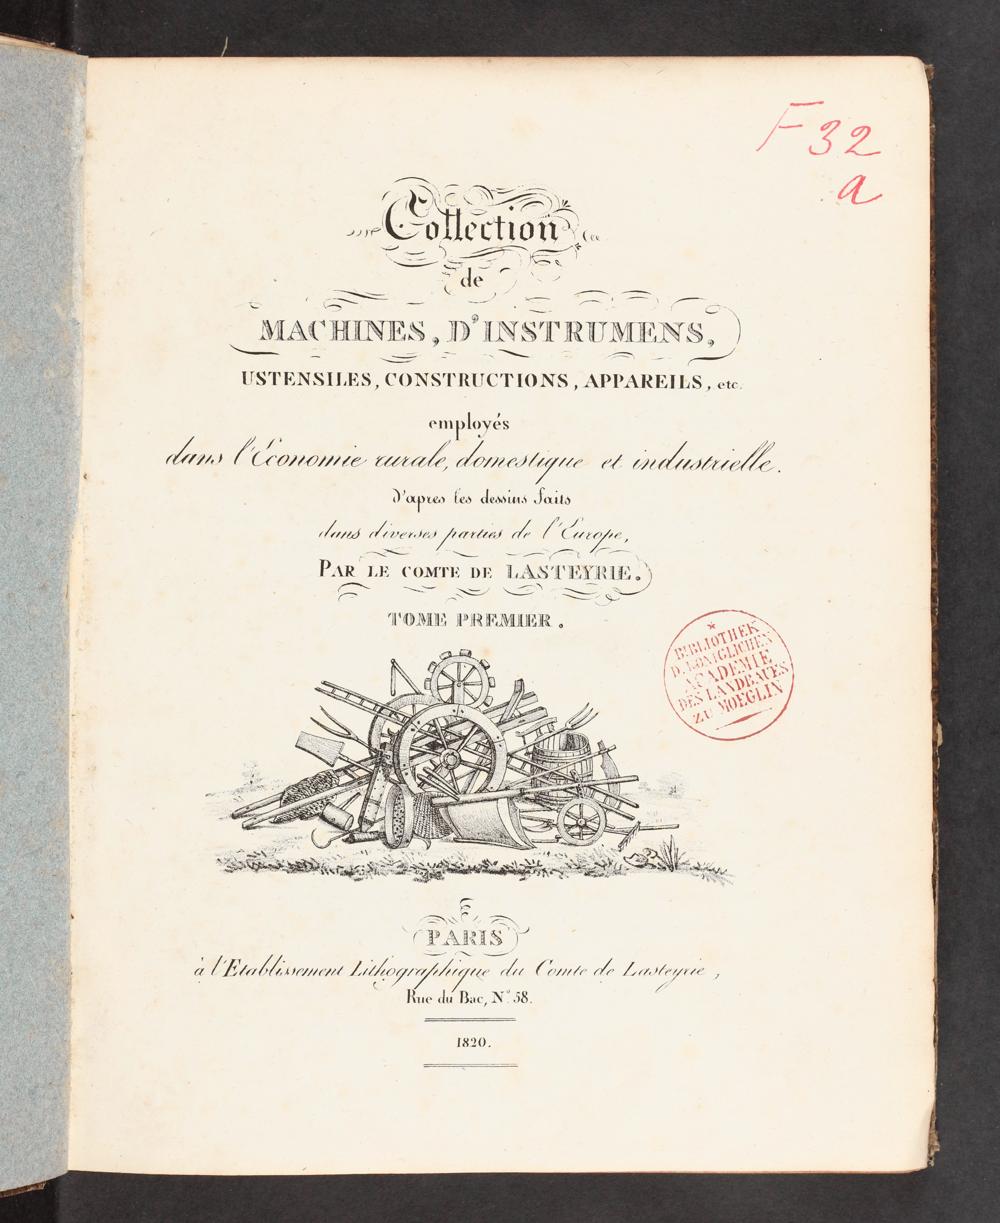 F 32
a
Collection
de
MACHINES, D'INSTRUMENS,
USTENSILES, CONSTRUCTIONS, APPAREILS, etc.
employés
dans l'Économie rurale, domestique et industrielle.
d'apres les dessins faits
dans diverses parties de l'Europe,
PAR LE COMTE DE LASTEYRIE.
TOME PREMIER.
BIBLIOTHEK
D. KÖNIGLICHEN
ACADEMIE
DES LANDBAUES
ZU MOEGLIN
PARIS
à l'Etablissement Lithographique du Comte de Lasteyrie,
Rue du Bac, N.º 58.
1820.